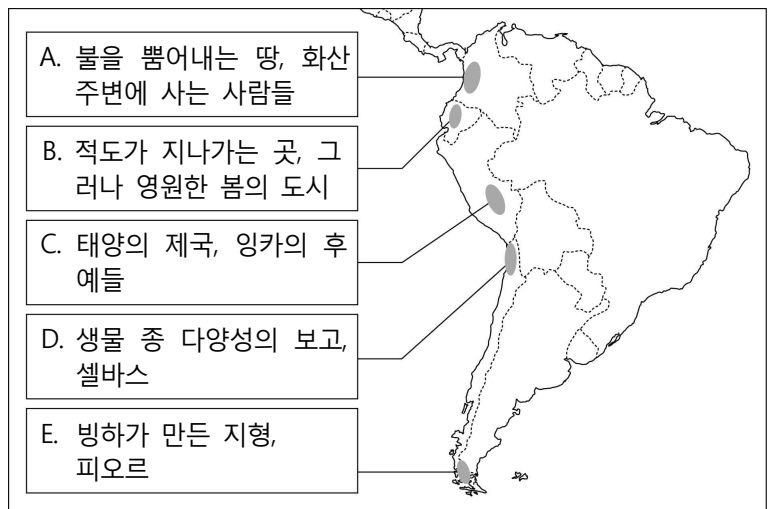 A. 불을 뿜어내는 땅, 화산
주변에 사는 사람들
B. 적도가 지나가는 곳, 그
러나 영원한 봄의 도시
C. 태양의 제국, 잉카의 후
예들
D. 생물 종 다양성의 보고,
셀바스
E. 빙하가 만든 지형,
피오르